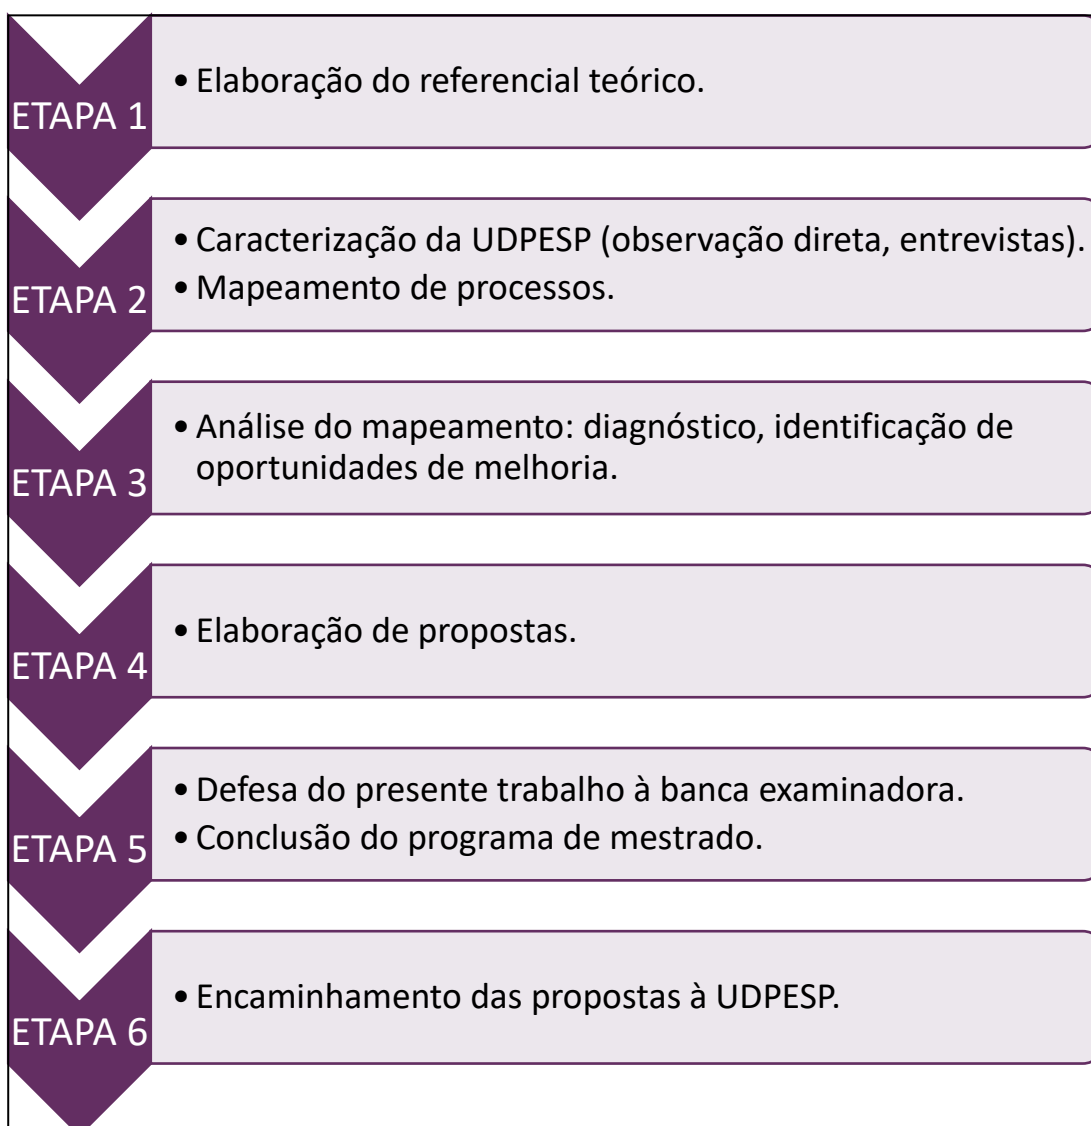 ETAPA 1
• Elaboração do referencial teórico.
ETAPA 2
• Caracterização da UDPESP (observação direta, entrevistas).
• Mapeamento de processos.
ETAPA 3
• Análise do mapeamento: diagnóstico, identificação de
oportunidades de melhoria.
ETAPA 4
• Elaboração de propostas.
ETAPA 5
• Defesa do presente trabalho à banca examinadora.
• Conclusão do programa de mestrado.
ETAPA 6
• Encaminhamento das propostas à UDPESP.